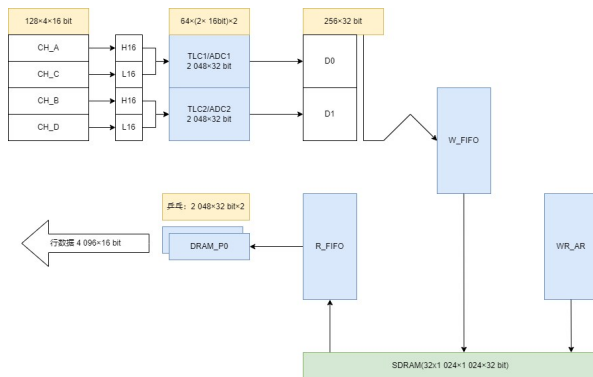 128×4×16 bit
64×(2× 16bit)×2
256×32 bit
CH_A
H16
TLC1/ADC1
2 048×32 bit
D0
CH_C
L16
CH_B
H16
TLC2/ADC2
2 048×32 bit
D1
CH_D
L16
W_FIFO
乒乓：2 048×32 bit×2
行数据 4 096×16 bit
DRAM_P0
R_FIFO
WR_AR
SDRAM(32x1 024×1 024×32 bit)